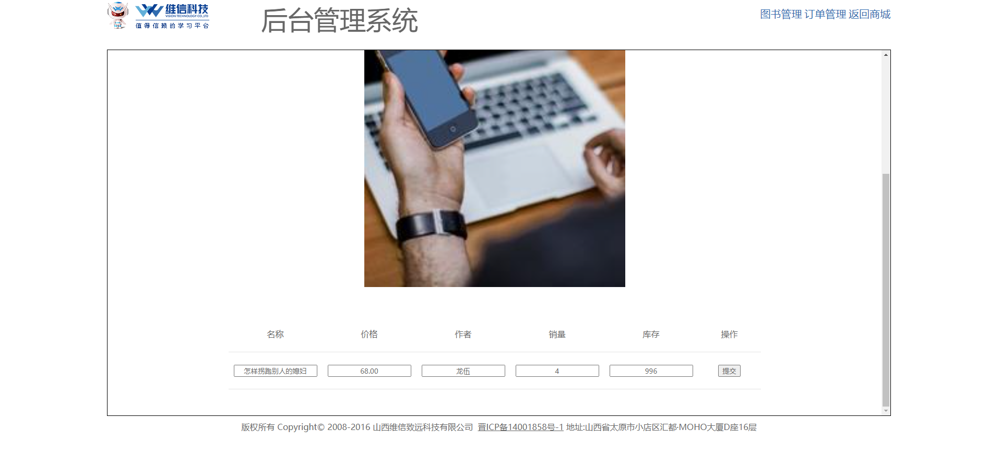 维信科技
VISION TECHNOLOGY CO.,LTD
值得信赖的学习平台
后台管理系统
图书管理 订单管理 返回商城
名称 价格 作者 销量 库存 操作
怎样拐跑别人的媳妇 68.00 龙伍 4 996 提交
版权所有 Copyright© 2008-2016 山西维信致远科技有限公司 晋ICP备14001858号-1 地址:山西省太原市小店区汇都·MOHO大厦D座16层